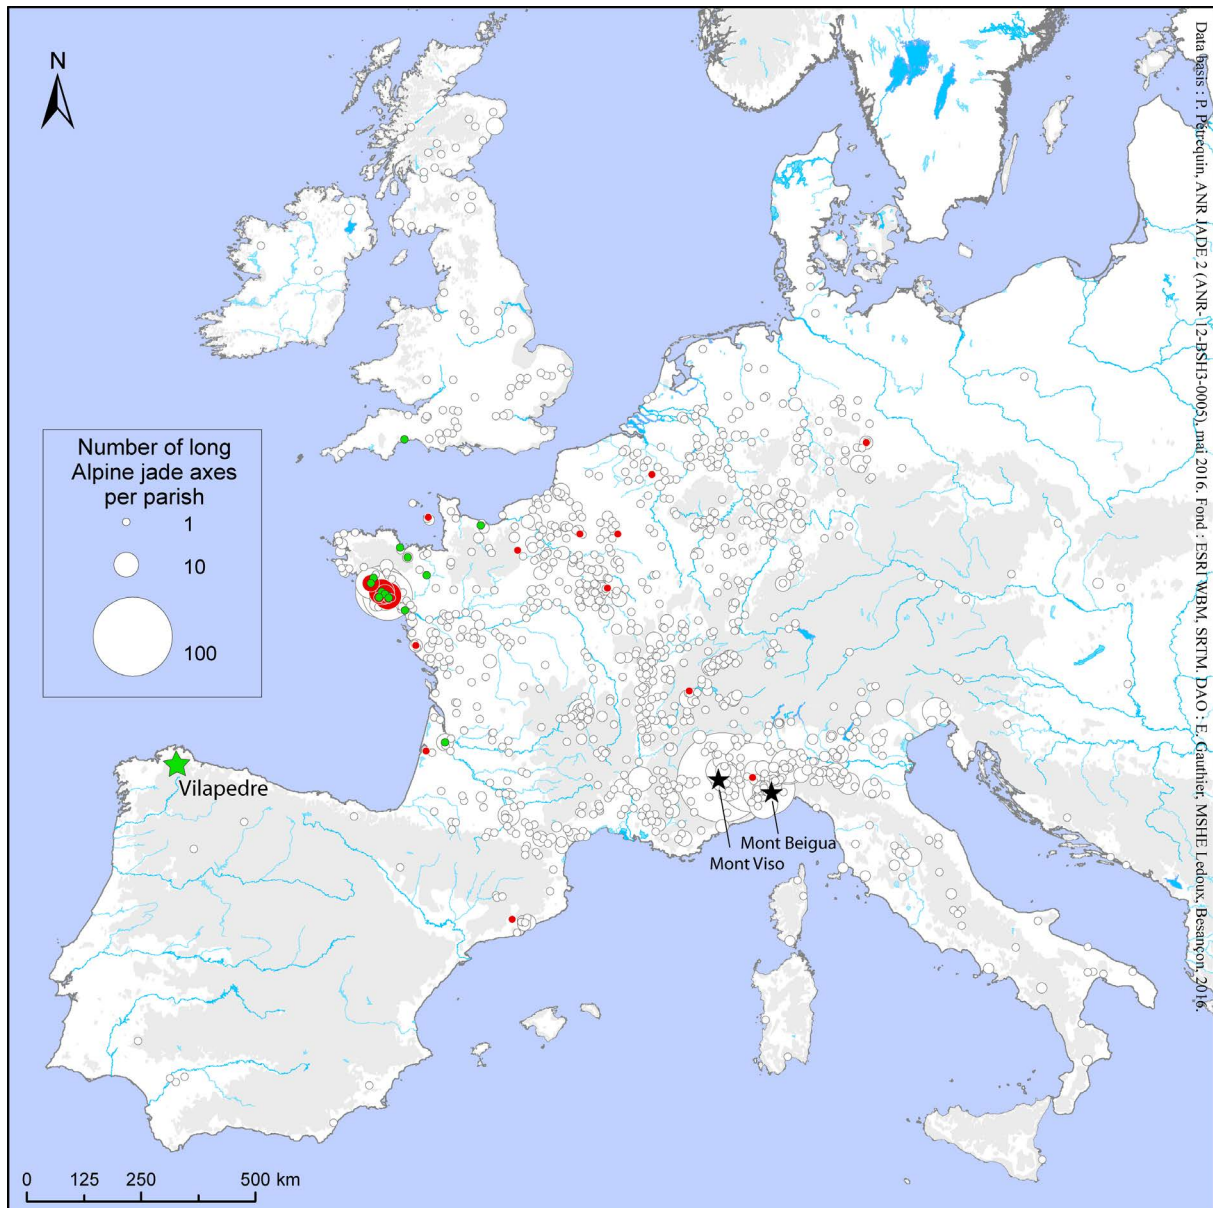 N
Number of long
Alpine jade axes
per parish
1
10
100
Vilapedre
Mont Beigua
Mont Viso
0 125 250 500 km
Data basis : P. Pétrequin, ANR JADE 2 (ANR-12-BSH3-0005), mai 2016. Fond : ESRI WBM, SRTM. DAO : E. Gauthier, MSHE Ledoux, Besançon, 2016.